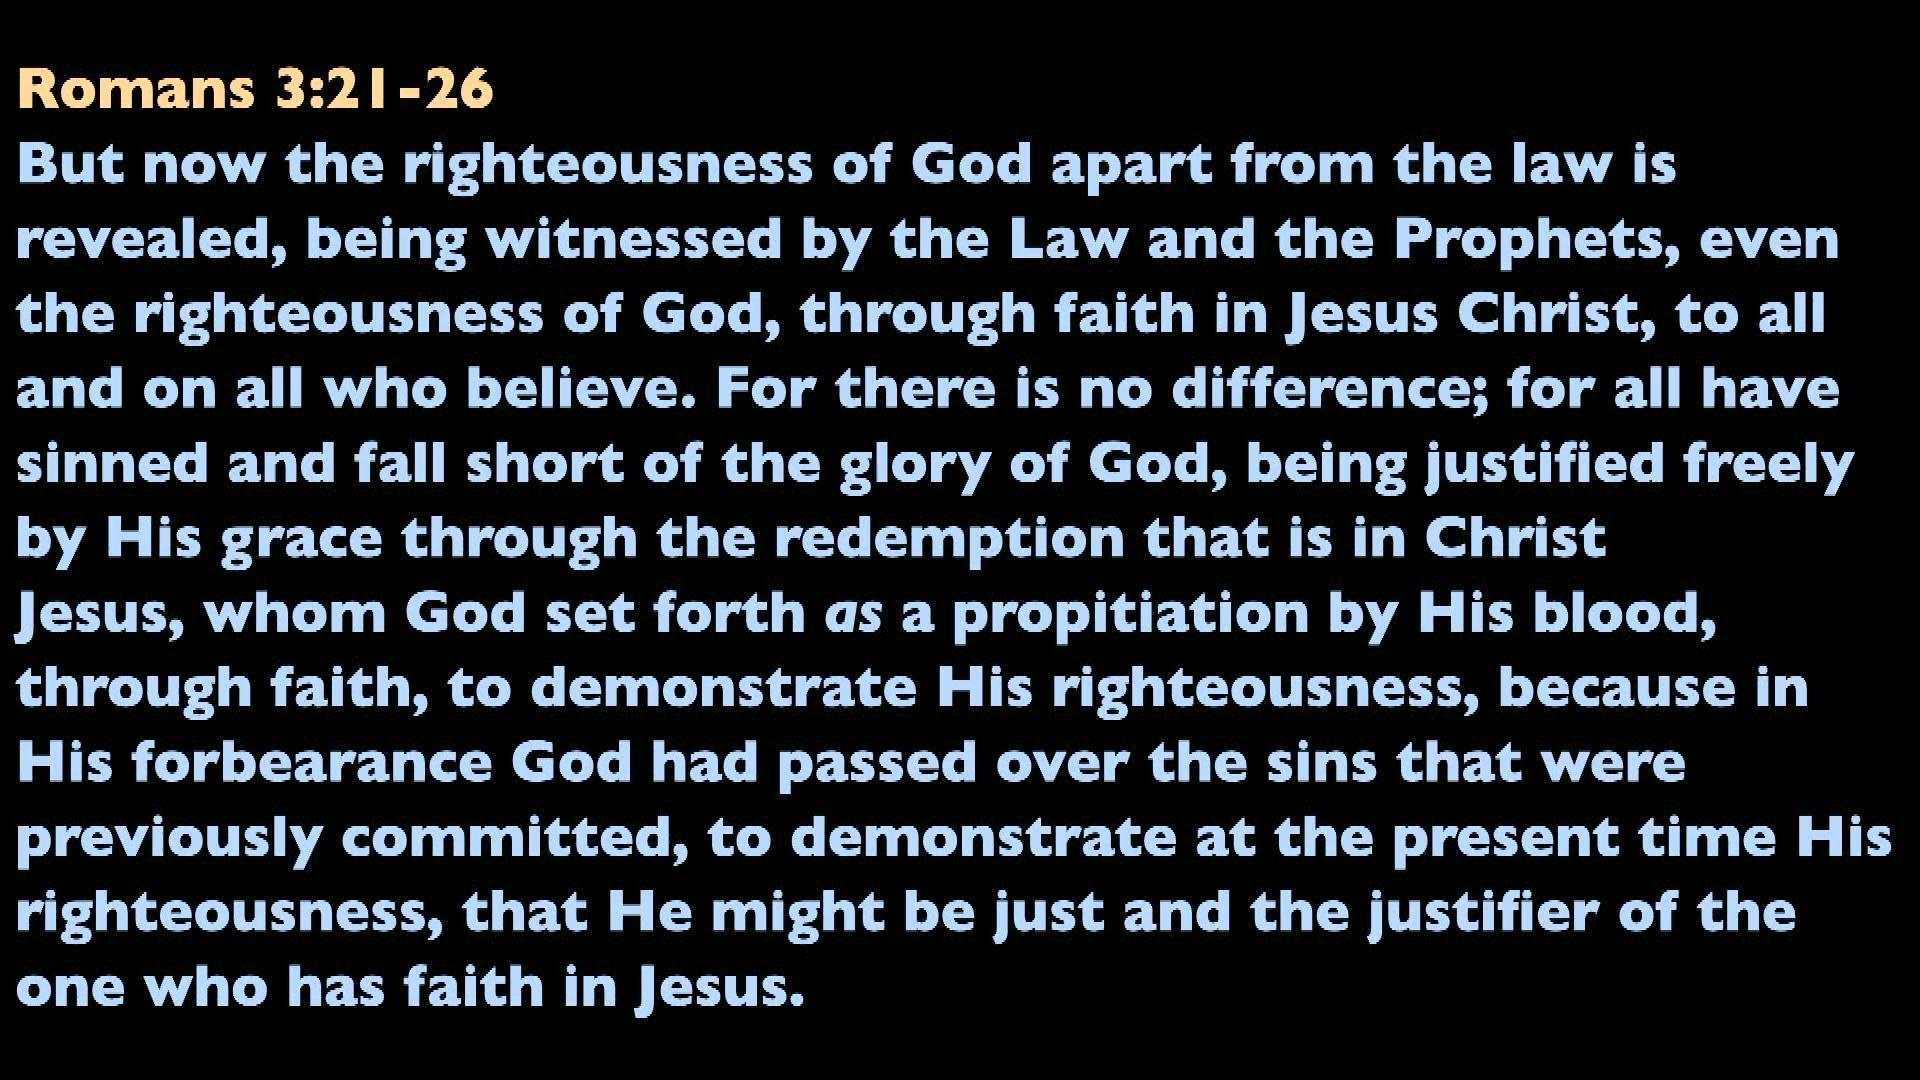 Romans 3:21-26
But now the righteousness of God apart from the law is
revealed, being witnessed by the Law and the Prophets, even
the righteousness of God, through faith in Jesus Christ, to all
and on all who believe. For there is no difference; for all have
sinned and fall short of the glory of God, being justified freely
by His grace through the redemption that is in Christ
Jesus, whom God set forth as a propitiation by His blood,
through faith, to demonstrate His righteousness, because in
His forbearance God had passed over the sins that were
previously committed, to demonstrate at the present time His
righteousness, that He might be just and the justifier of the
one who has faith in Jesus.